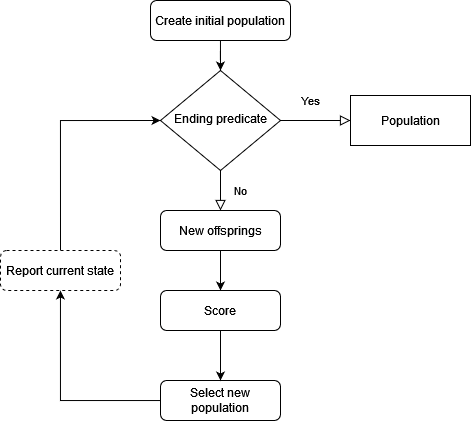 Create initial population
Ending predicate
Yes
Population
No
New offsprings
Report current state
Score
Select new
population